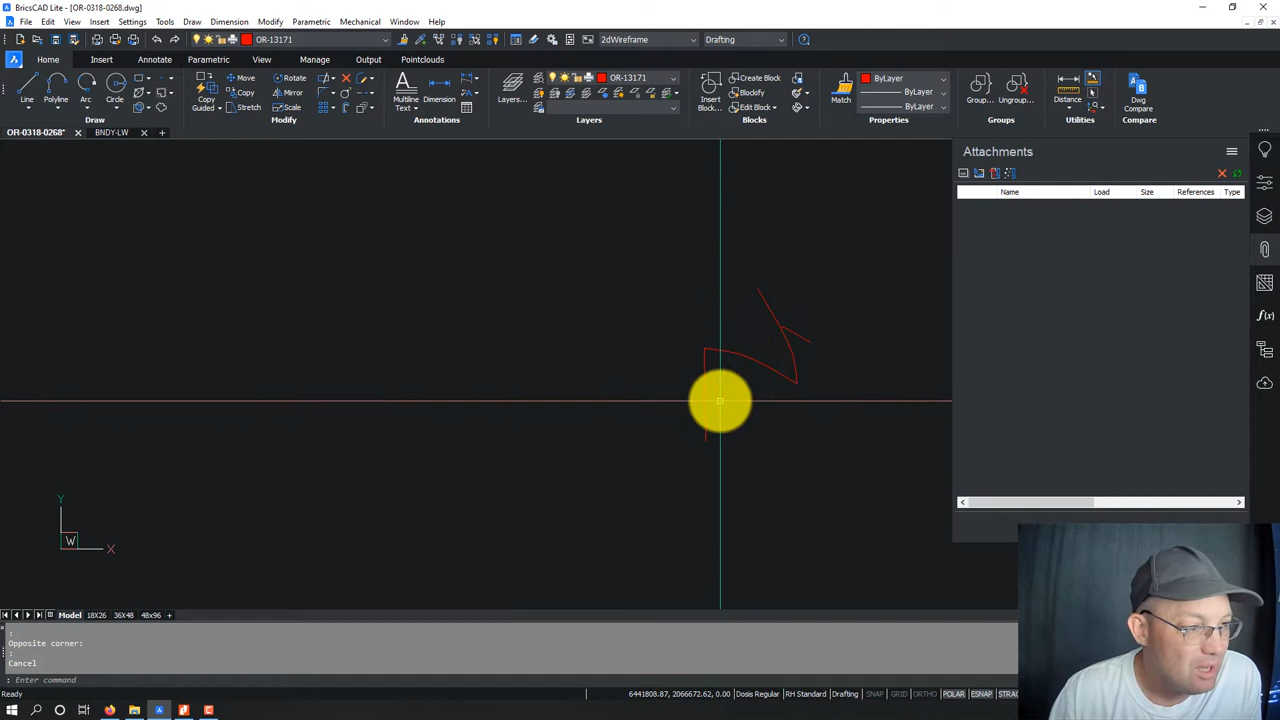 BricsCAD Lite - [OR-0318-0268.dwg]
File Edit View Insert Settings Tools Draw Dimension Modify Parametric Mechanical Window Help
OR-13171 2dWireframe Drafting
Home Insert Annotate Parametric View Manage Output Pointclouds
Line Polyline Arc Circle
Draw
Copy Guided Move Copy Stretch Rotate Mirror Scale
Modify
Multiline Text Dimension
Annotations
Layers... OR-13171
Layers
Insert Block... Create Block Blockify Edit Block
Blocks
Match ByLayer ByLayer ByLayer
Properties
Group... Ungroup...
Groups
Distance
Utilities
Dwg Compare
Compare
OR-0318-0268* BNDY-LW
Attachments
Name Load Size References Type
Y
W X
Model 18X26 36X48 48x96
:
Opposite corner:
:
Cancel
: Enter command
Ready 6441808.87, 2066672.62, 0.00 Dosis Regular RH Standard Drafting SNAP GRID ORTHO POLAR ESNAP STRAC